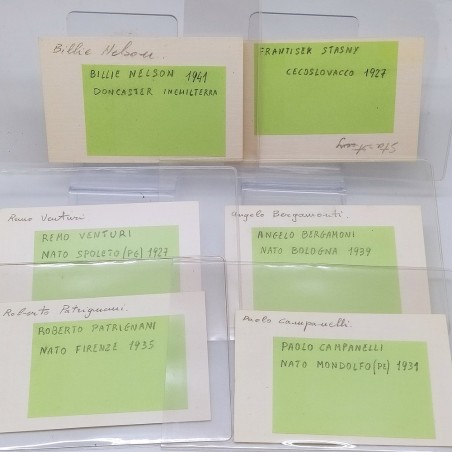 Billie Nelson.
BILLIE NELSON 1941
DONCASTER INGHILTERRA
FRANTISEK STASNY
CECOSLOVACCO 1927
Stastny
Remo Venturi
REMO VENTURI
NATO SPOLETO (PG) 1927
Angelo Bergamonti.
ANGELO BERGAMONI
NATO BOLOGNA 1939
Roberto Patrignani.
ROBERTO PATRIGNANI
NATO FIRENZE 1935
Paolo Campanelli.
PAOLO CAMPANELLI
NATO MONDOLFO (PS) 1931